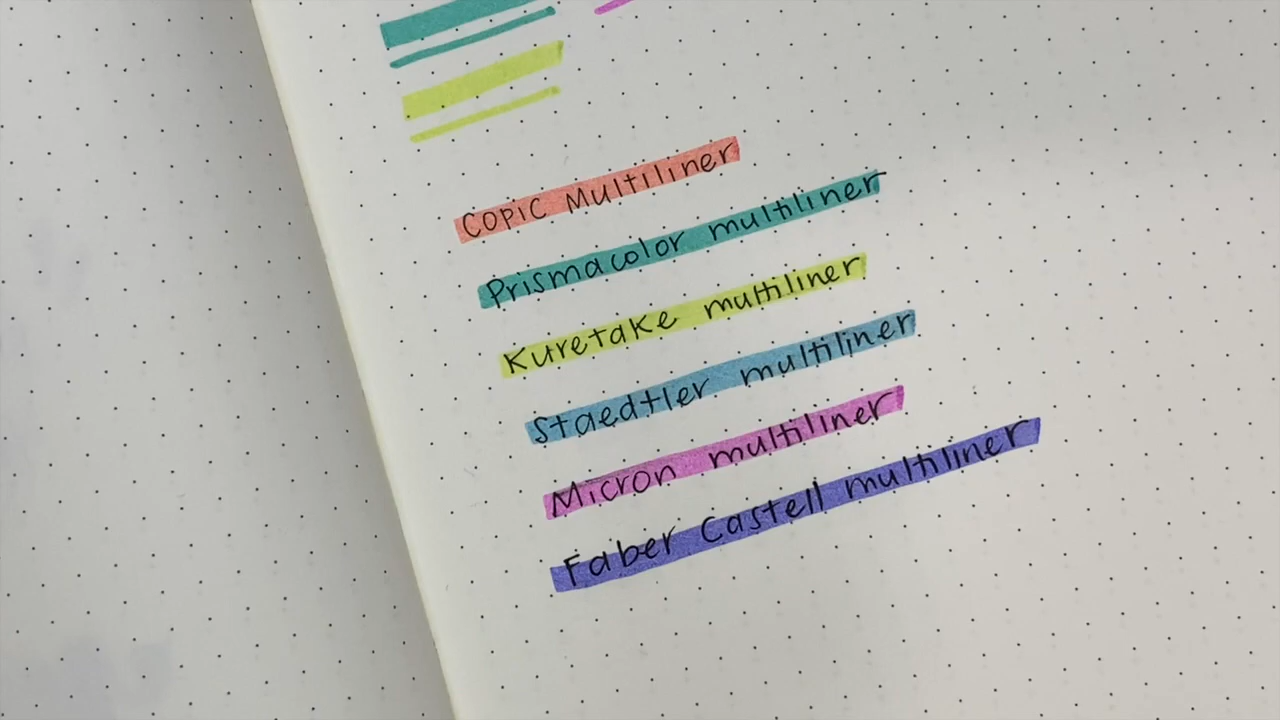 Copic Multiliner
Prismacolor multiliner
Kuretake multiliner
Staedtler multiliner
Micron multiliner
Faber Castell multiliner